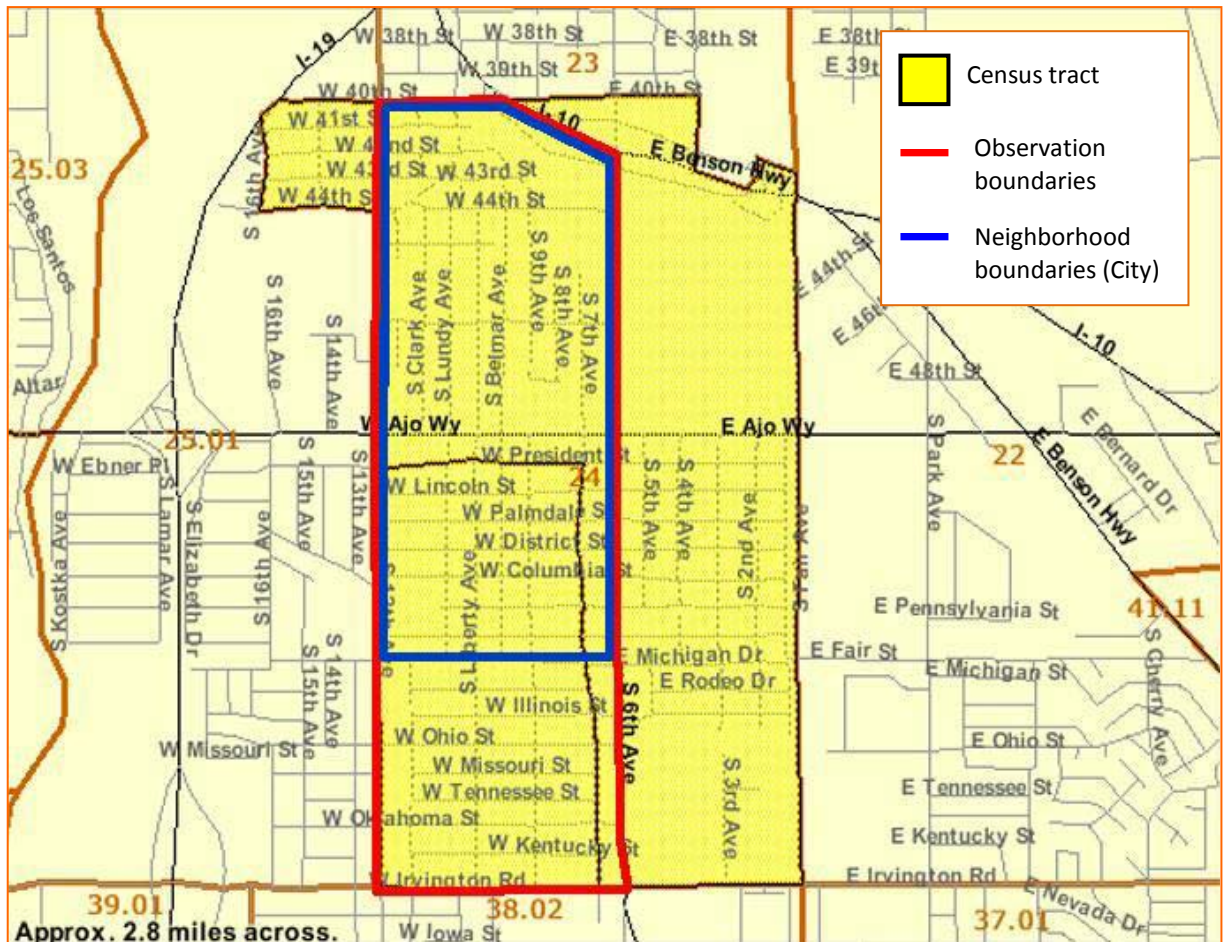 I-19
W 38th St
W 38th St
E 38th St
E 38th St
W 39th St
23
E 39t
W 40th St
E 40th St
I-10
W 41st S
W 42nd St
W 43rd St
W 43rd St
E Benson Hwy
25.03
S 16th Ave
W 44th S
W 44th St
Los Santos
Census tract
Observation
boundaries
Neighborhood
boundaries (City)
E 44th St
E 46t
I-10
S 9th Ave
S 8th Ave
S 7th Ave
S Clark Ave
S Lundy Ave
S Belmar Ave
S 16th Ave
S 14th Ave
Altar
E 48th St
25.01
W Ajo Wy
E Ajo Wy
S Park Ave
22
E Benson Hwy
E Bernard Dr
W Ebner Pl
S 15th Ave
S 13th Ave
W President St
24
W Lincoln St
W Palmdale S
W District St
W Columbia St
S 5th Ave
S 4th Ave
S 2nd Ave
S Kostka Ave
S Lamar Ave
S Elizabeth Dr
S 16th Ave
S Liberty Ave
E Pennsylvania St
41.11
S 15th Ave
S 14th Ave
E Michigan Dr
E Fair St
E Michigan St
S Cherry Ave
E Rodeo Dr
W Illinois St
S 6th Ave
W Missouri St
W Ohio St
E Ohio St
W Missouri St
W Tennessee St
S 3rd Ave
E Tennessee St
W Oklahoma St
E Kentucky St
W Kentucky St
W Irvington Rd
E Irvington Rd
39.01
38.02
37.01
E Nevada Dr
Approx. 2.8 miles across.
W Iowa St